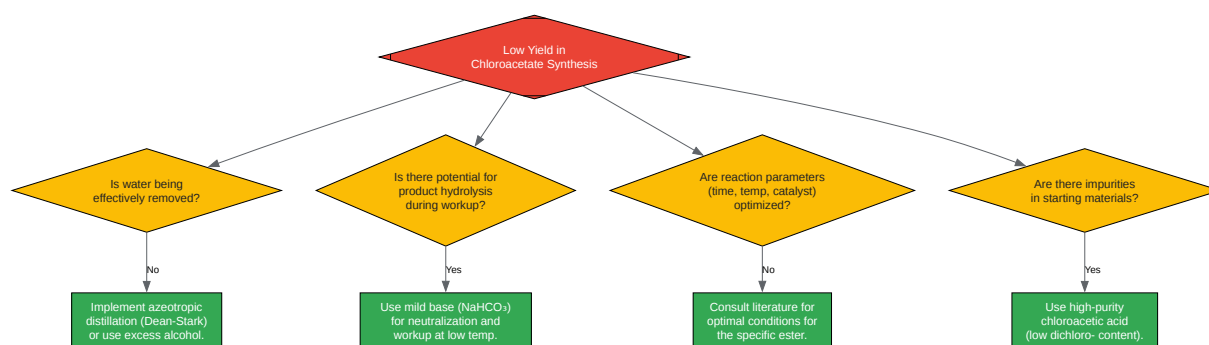 Low Yield in
Chloroacetate Synthesis
Is water being
effectively removed?
Is there potential for
product hydrolysis
during workup?
Are reaction parameters
(time, temp, catalyst)
optimized?
Are there impurities
in starting materials?
No
Yes
No
Yes
Implement azeotropic
distillation (Dean-Stark)
or use excess alcohol.
Use mild base (NaHCO₃)
for neutralization and
workup at low temp.
Consult literature for
optimal conditions for
the specific ester.
Use high-purity
chloroacetic acid
(low dichloro- content).